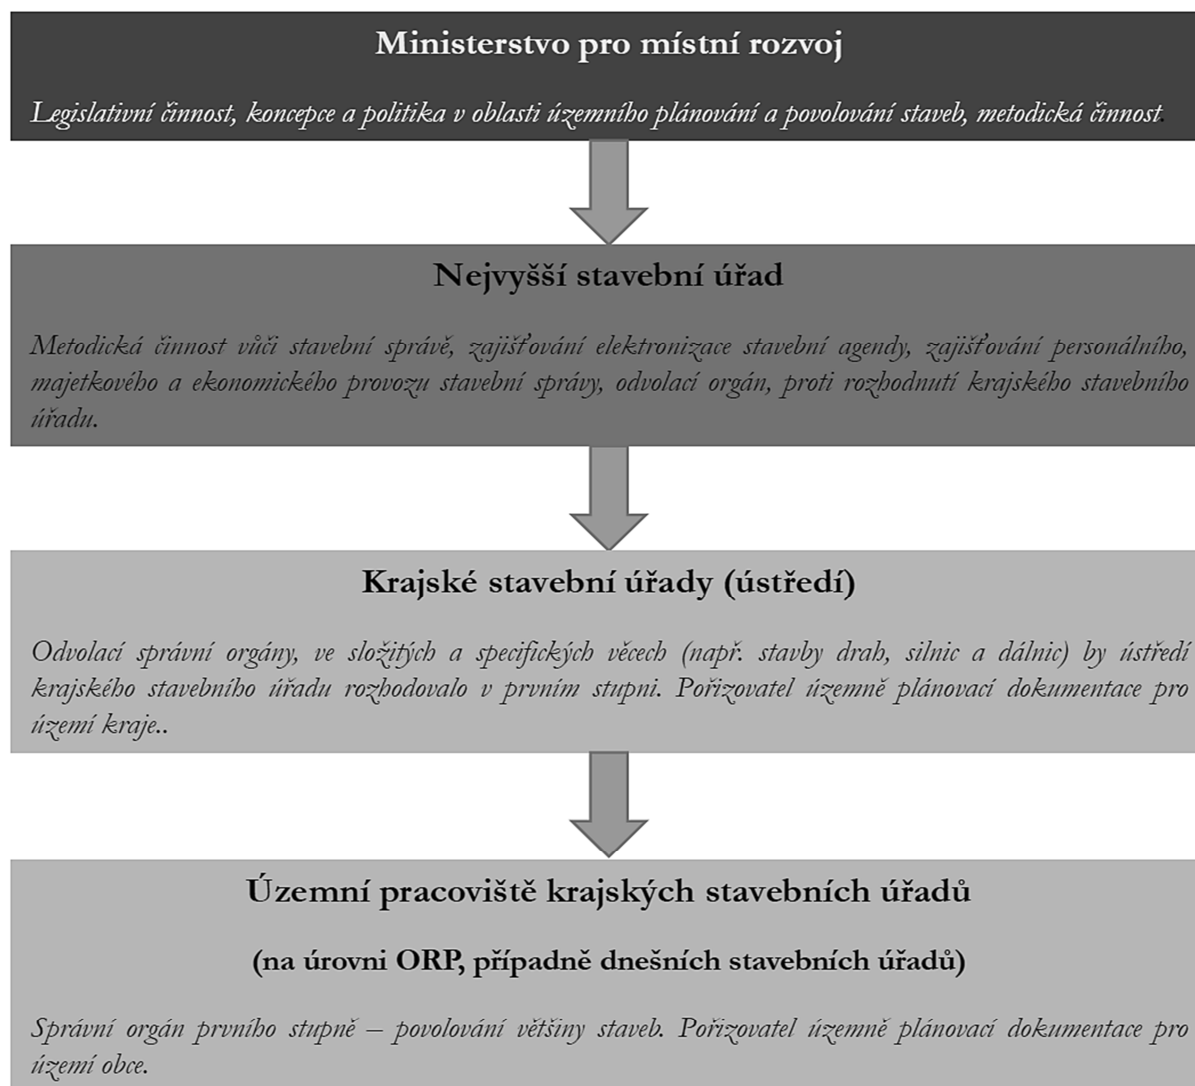 Ministerstvo pro místní rozvoj
Legislativní činnost, koncepce a politika v oblasti územního plánování a povolování staveb, metodická činnost.
Nejvyšší stavební úřad
Metodická činnost vůči stavební správě, zajišťování elektronizace stavební agendy, zajišťování personálního,
majetkového a ekonomického provozu stavební správy, odvolací orgán, proti rozhodnutí krajského stavebního
úřadu.
Krajské stavební úřady (ústředí)
Odvolací správní orgány, ve složitých a specifických věcech (např. stavby drah, silnic a dálnic) by ústředí
krajského stavebního úřadu rozhodovalo v prvním stupni. Pořizovatel územně plánovací dokumentace pro
území kraje..
Územní pracoviště krajských stavebních úřadů
(na úrovni ORP, případně dnešních stavebních úřadů)
Správní orgán prvního stupně – povolování většiny staveb. Pořizovatel územně plánovací dokumentace pro
území obce.